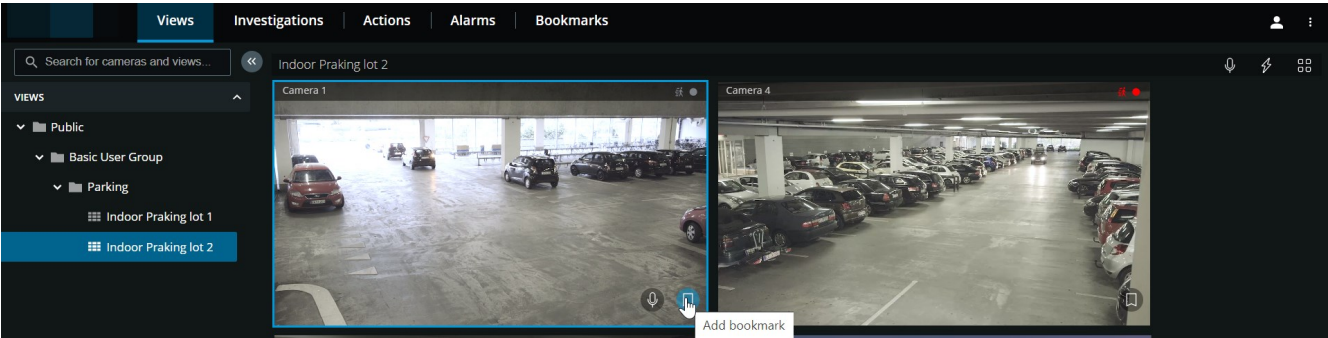 Views Investigations Actions Alarms Bookmarks
Search for cameras and views...
Indoor Praking lot 2
VIEWS
Public
Basic User Group
Parking
Indoor Praking lot 1
Indoor Praking lot 2
Camera 1
Camera 4
Add bookmark